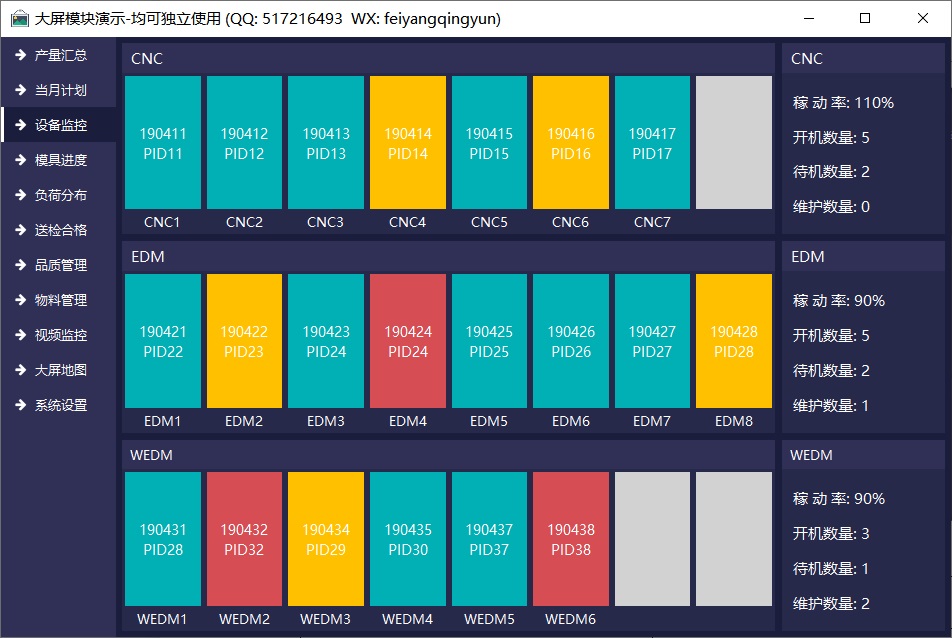 大屏模块演示-均可独立使用 (QQ: 517216493  WX: feiyangqingyun)
产量汇总
当月计划
设备监控
模具进度
负荷分布
送检合格
品质管理
物料管理
视频监控
大屏地图
系统设置
CNC
190411 190412 190413 190414 190415 190416 190417
PID11 PID12 PID13 PID14 PID15 PID16 PID17
CNC1 CNC2 CNC3 CNC4 CNC5 CNC6 CNC7
CNC
稼 动 率: 110%
开机数量: 5
待机数量: 2
维护数量: 0
EDM
190421 190422 190423 190424 190425 190426 190427 190428
PID22 PID23 PID24 PID24 PID25 PID26 PID27 PID28
EDM1 EDM2 EDM3 EDM4 EDM5 EDM6 EDM7 EDM8
EDM
稼 动 率: 90%
开机数量: 5
待机数量: 2
维护数量: 1
WEDM
190431 190432 190434 190435 190437 190438
PID28 PID32 PID29 PID30 PID37 PID38
WEDM1 WEDM2 WEDM3 WEDM4 WEDM5 WEDM6
WEDM
稼 动 率: 90%
开机数量: 3
待机数量: 1
维护数量: 2